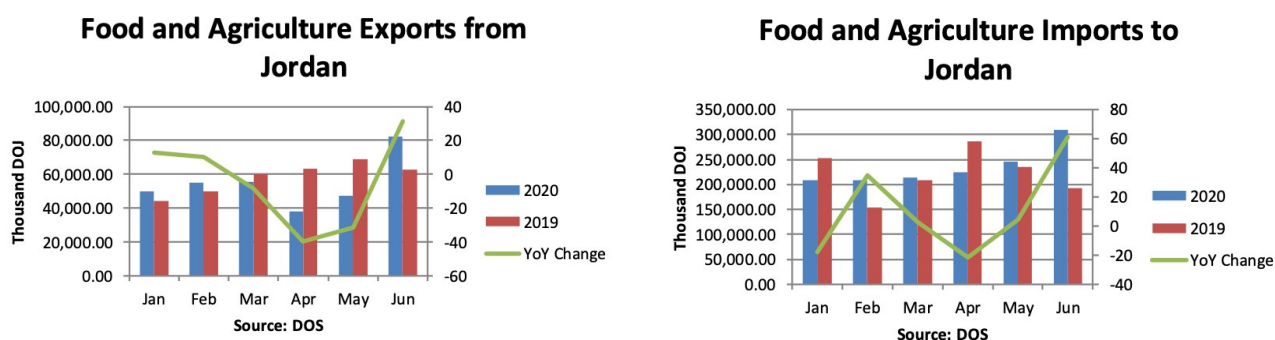 Food and Agriculture Exports from
Jordan
Thousand DOJ
100,000.00
80,000.00
60,000.00
40,000.00
20,000.00
0.00
40
20
0
-20
-40
-60
Jan Feb Mar Apr May Jun
Source: DOS
2020
2019
YoY Change
Food and Agriculture Imports to
Jordan
Thousand DOJ
350,000.00
300,000.00
250,000.00
200,000.00
150,000.00
100,000.00
50,000.00
0.00
80
60
40
20
0
-20
-40
Jan Feb Mar Apr May Jun
Source: DOS
2020
2019
YoY Change